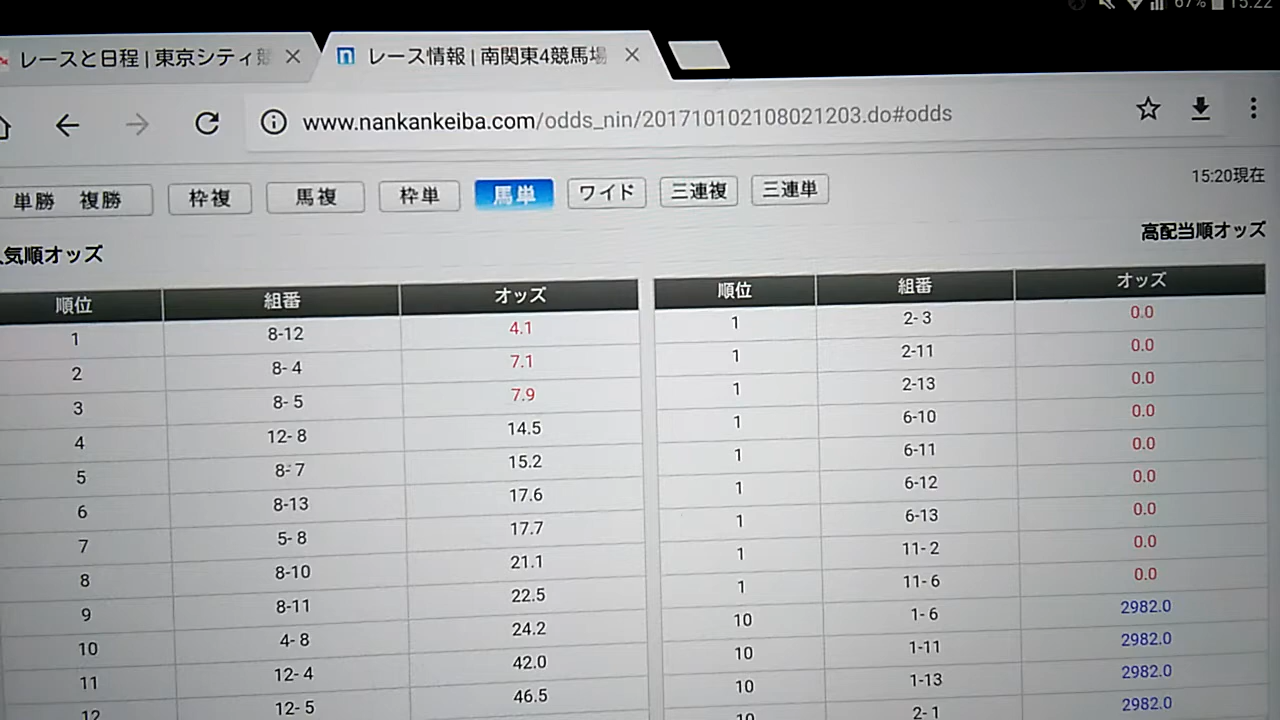 67% 15:22
レースと日程 | 東京シティ競
レース情報 | 南関東4競馬場
www.nankankeiba.com/odds_nin/201710102108021203.do#odds
15:20現在
単勝 複勝 枠複 馬複 枠単 馬単 ワイド 三連複 三連単
気順オッズ
高配当順オッズ
順位 組番 オッズ
1 8-12 4.1
2 8- 4 7.1
3 8- 5 7.9
4 12- 8 14.5
5 8- 7 15.2
6 8-13 17.6
7 5- 8 17.7
8 8-10 21.1
9 8-11 22.5
10 4- 8 24.2
11 12- 4 42.0
12 12- 5 46.5
順位 組番 オッズ
1 2- 3 0.0
1 2-11 0.0
1 2-13 0.0
1 6-10 0.0
1 6-11 0.0
1 6-12 0.0
1 6-13 0.0
1 11- 2 0.0
1 11- 6 0.0
10 1- 6 2982.0
10 1-11 2982.0
10 1-13 2982.0
10 2- 1 2982.0